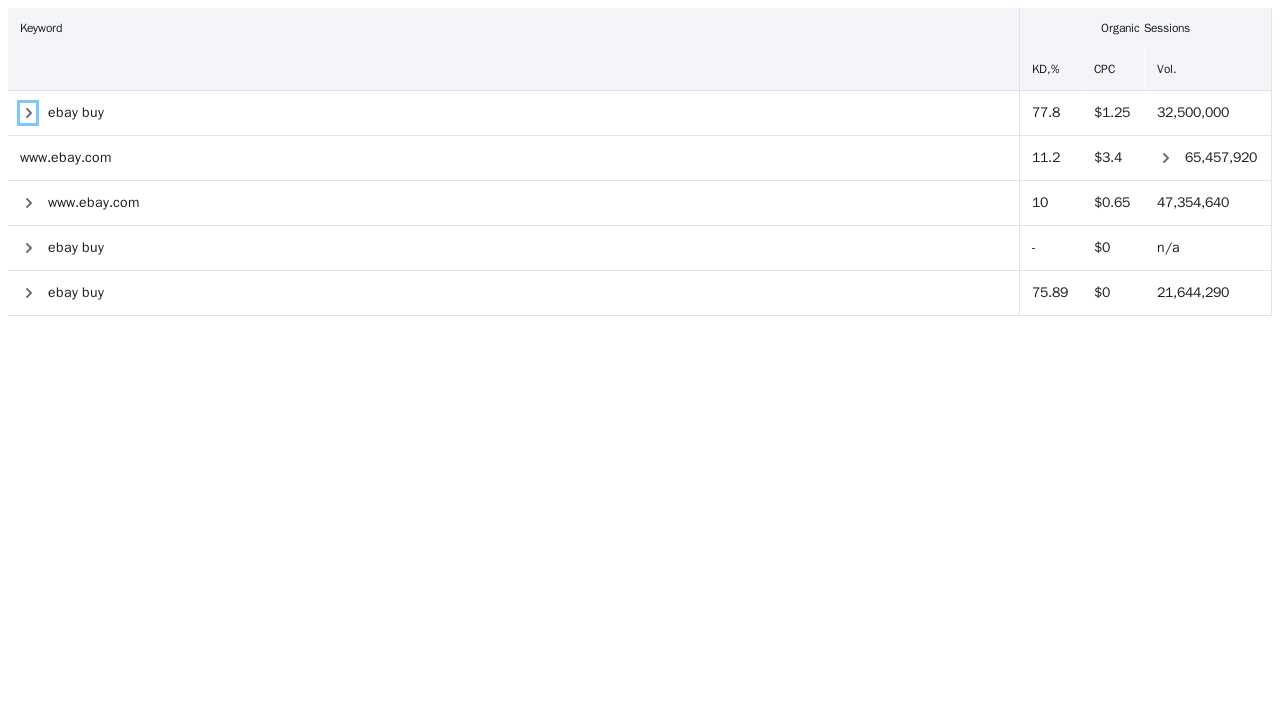 Keyword Organic Sessions
KD,% CPC Vol.
ebay buy 77.8 $1.25 32,500,000
www.ebay.com 11.2 $3.4 65,457,920
www.ebay.com 10 $0.65 47,354,640
ebay buy - $0 n/a
ebay buy 75.89 $0 21,644,290